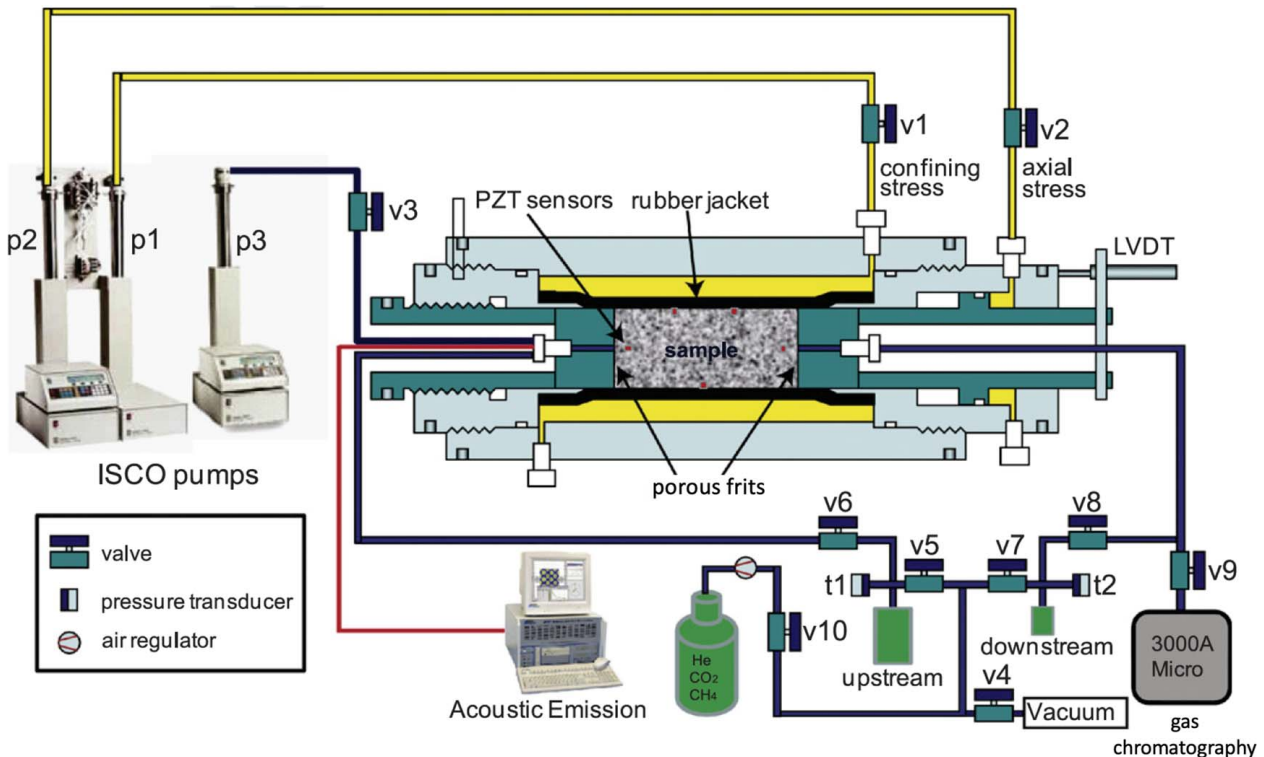 v1
v2
confining
stress
axial
stress
PZT sensors
rubber jacket
v3
LVDT
p2
p1
p3
sample
ISCO pumps
porous frits
v6
v8
v5
v7
t1
t2
v9
valve
pressure transducer
air regulator
v10
He
CO₂
CH₄
upstream
downstream
3000A
Micro
v4
Vacuum
Acoustic Emission
gas
chromatography